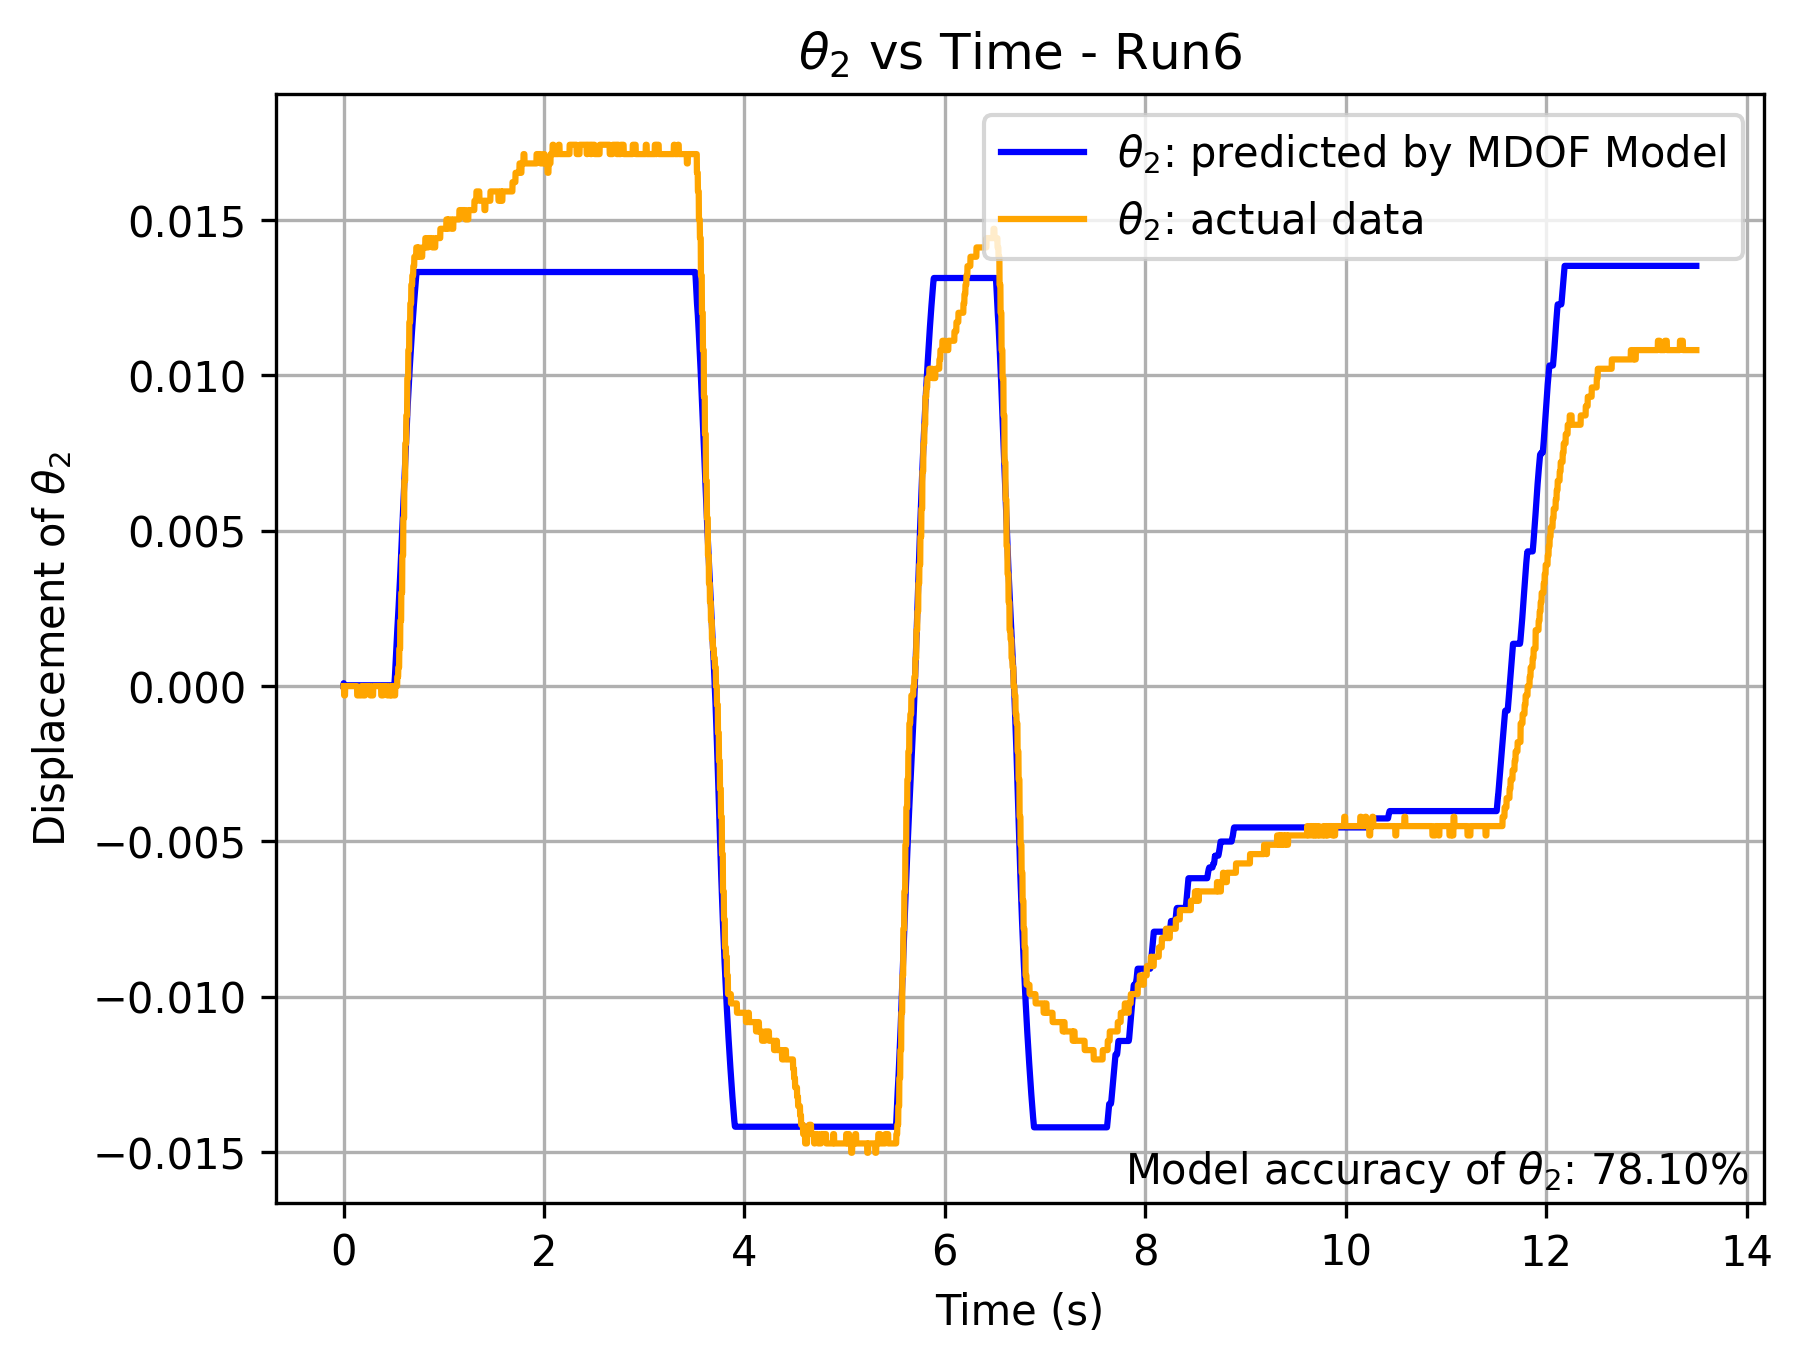 θ₂ vs Time - Run6
θ₂: predicted by MDOF Model
θ₂: actual data
Displacement of θ₂
0.015
0.010
0.005
0.000
−0.005
−0.010
−0.015
Model accuracy of θ₂: 78.10%
0 2 4 6 8 10 12 14
Time (s)